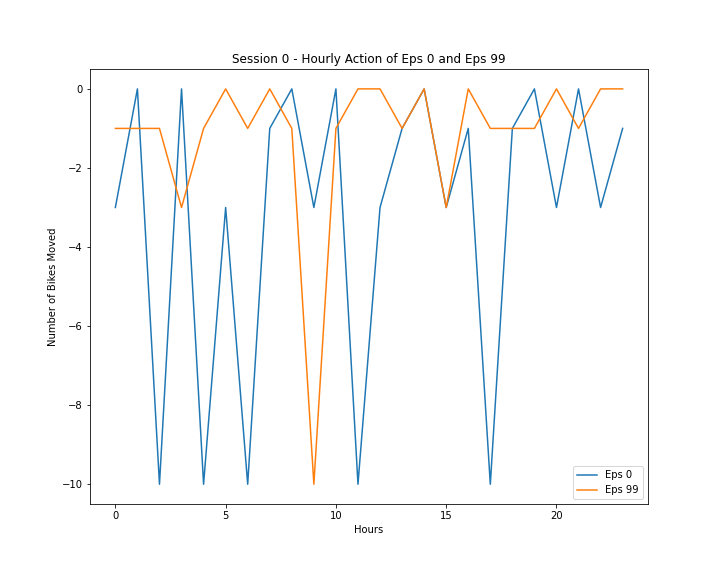 Session 0 - Hourly Action of Eps 0 and Eps 99
Number of Bikes Moved
0
−2
−4
−6
−8
−10
0
5
10
15
20
Hours
Eps 0
Eps 99